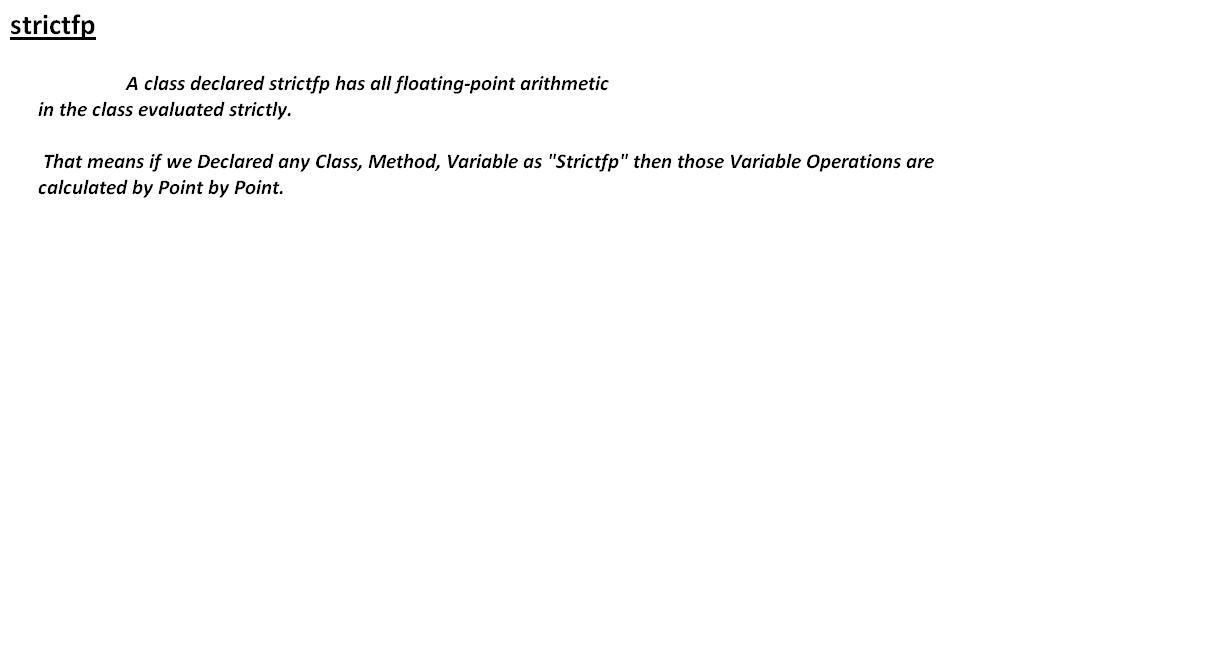 strictfp
A class declared strictfp has all floating-point arithmetic
in the class evaluated strictly.
That means if we Declared any Class, Method, Variable as "Strictfp" then those Variable Operations are
calculated by Point by Point.